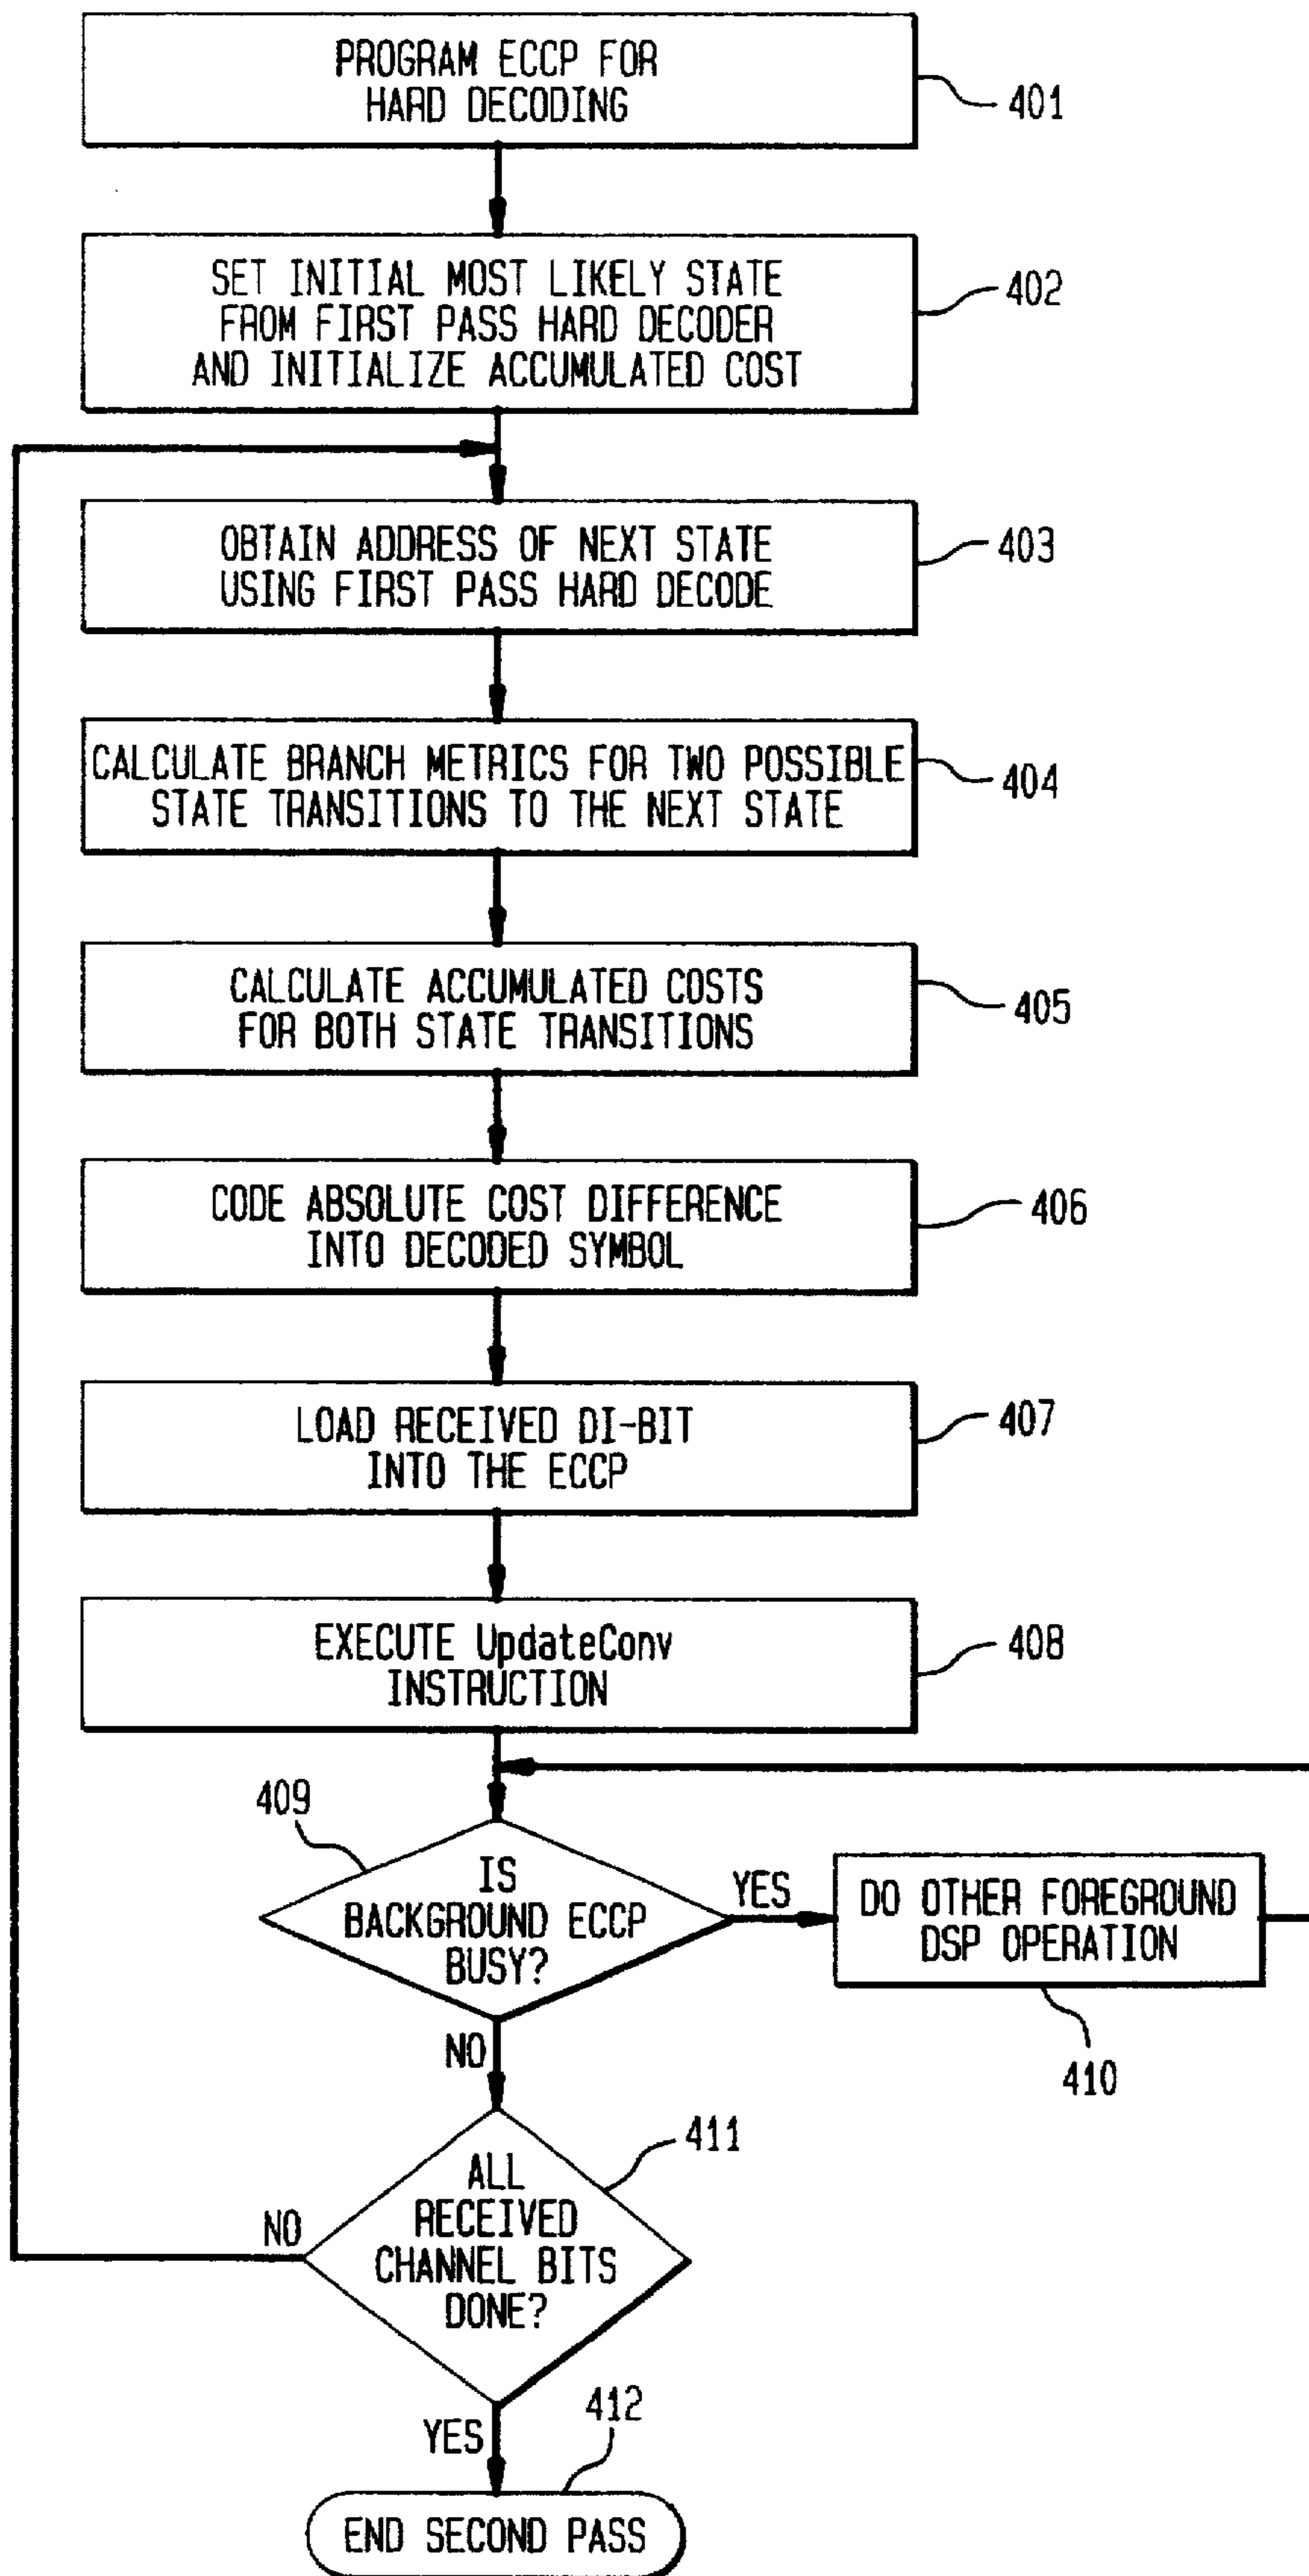 PROGRAM ECCP FOR
HARD DECODING
401
SET INITIAL MOST LIKELY STATE
FROM FIRST PASS HARD DECODER
AND INITIALIZE ACCUMULATED COST
402
OBTAIN ADDRESS OF NEXT STATE
USING FIRST PASS HARD DECODE
403
CALCULATE BRANCH METRICS FOR TWO POSSIBLE
STATE TRANSITIONS TO THE NEXT STATE
404
CALCULATE ACCUMULATED COSTS
FOR BOTH STATE TRANSITIONS
405
CODE ABSOLUTE COST DIFFERENCE
INTO DECODED SYMBOL
406
LOAD RECEIVED DI-BIT
INTO THE ECCP
407
EXECUTE UpdateConv
INSTRUCTION
408
409
IS
BACKGROUND ECCP
BUSY?
YES
DO OTHER FOREGROUND
DSP OPERATION
410
NO
411
ALL
RECEIVED
CHANNEL BITS
DONE?
NO
YES
412
END SECOND PASS